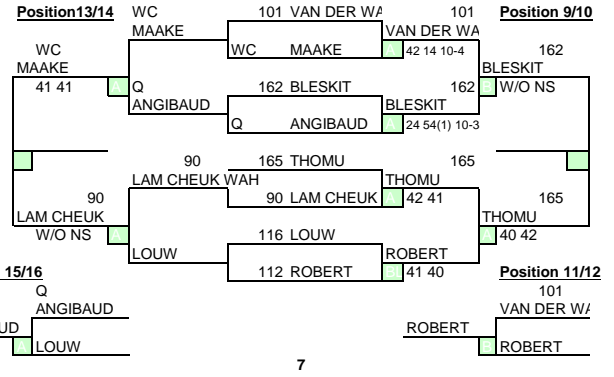 Position13/14 WC 101 VAN DER WA 101 Position 9/10
MAAKE VAN DER WA
WC WC MAAKE A 42 14 10-4 162
MAAKE BLESKIT
41 41 A Q 162 BLESKIT 162 B W/O NS
ANGIBAUD BLESKIT
Q ANGIBAUD A 24 54(1) 10-3
90 165 THOMU 165
LAM CHEUK WAH THOMU
90 90 LAM CHEUK A 42 41 165
LAM CHEUK THOMU
W/O NS A 116 LOUW 40 42
LOUW ROBERT
112 ROBERT 41 40
15/16 Position 11/12
Q 101
ANGIBAUD VAN DER WA
UD ROBERT
A LOUW B ROBERT
7